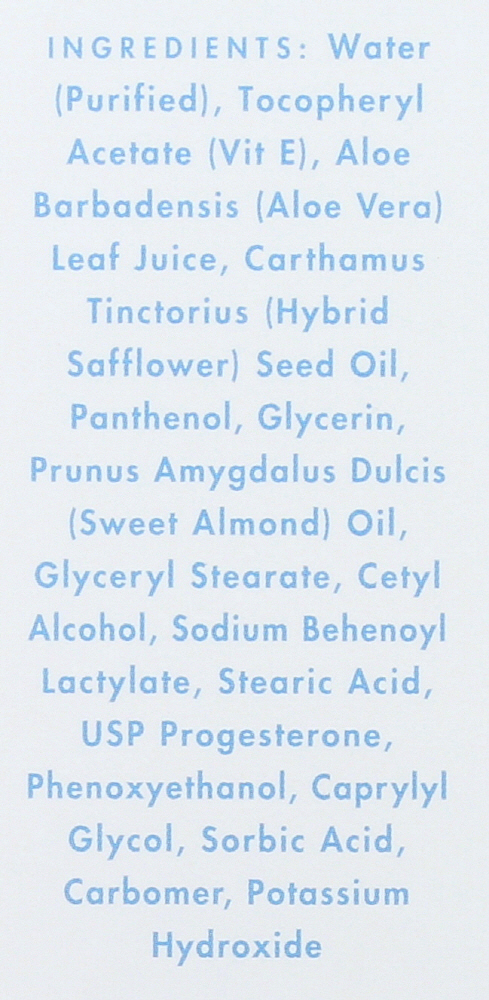 INGREDIENTS: Water
(Purified), Tocopheryl
Acetate (Vit E), Aloe
Barbadensis (Aloe Vera)
Leaf Juice, Carthamus
Tinctorius (Hybrid
Safflower) Seed Oil,
Panthenol, Glycerin,
Prunus Amygdalus Dulcis
(Sweet Almond) Oil,
Glyceryl Stearate, Cetyl
Alcohol, Sodium Behenoyl
Lactylate, Stearic Acid,
USP Progesterone,
Phenoxyethanol, Caprylyl
Glycol, Sorbic Acid,
Carbomer, Potassium
Hydroxide